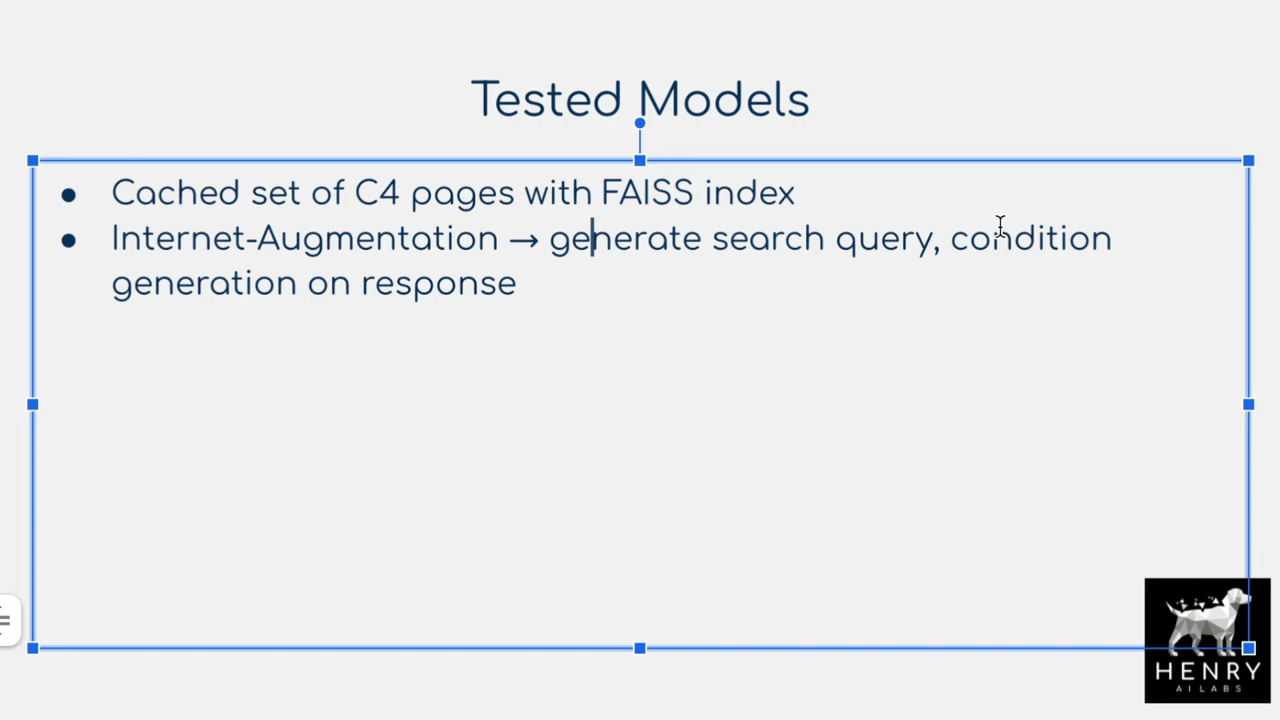 Tested Models
● Cached set of C4 pages with FAISS index
● Internet-Augmentation → generate search query, condition
generation on response
HENRY
AI LABS